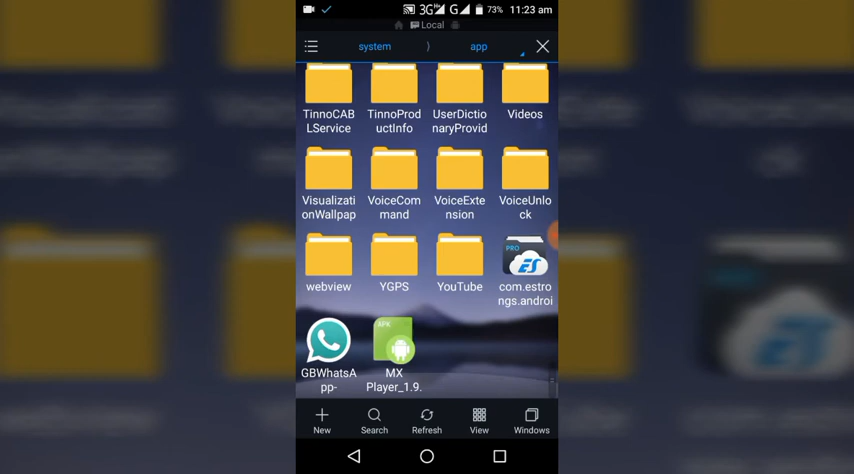 3G H G 73% 11:23 am
Local
system ) app
TinnoCAB
LService
TinnoProd
uctInfo
UserDictio
naryProvid
Videos
Visualizati
onWallpap
VoiceCom
mand
VoiceExte
nsion
VoiceUnlo
ck
webview
YGPS
YouTube
PRO
ES
com.estro
ngs.androi
GBWhatsA
pp-
APK
MX
Player_1.9.
New
Search
Refresh
View
Windows